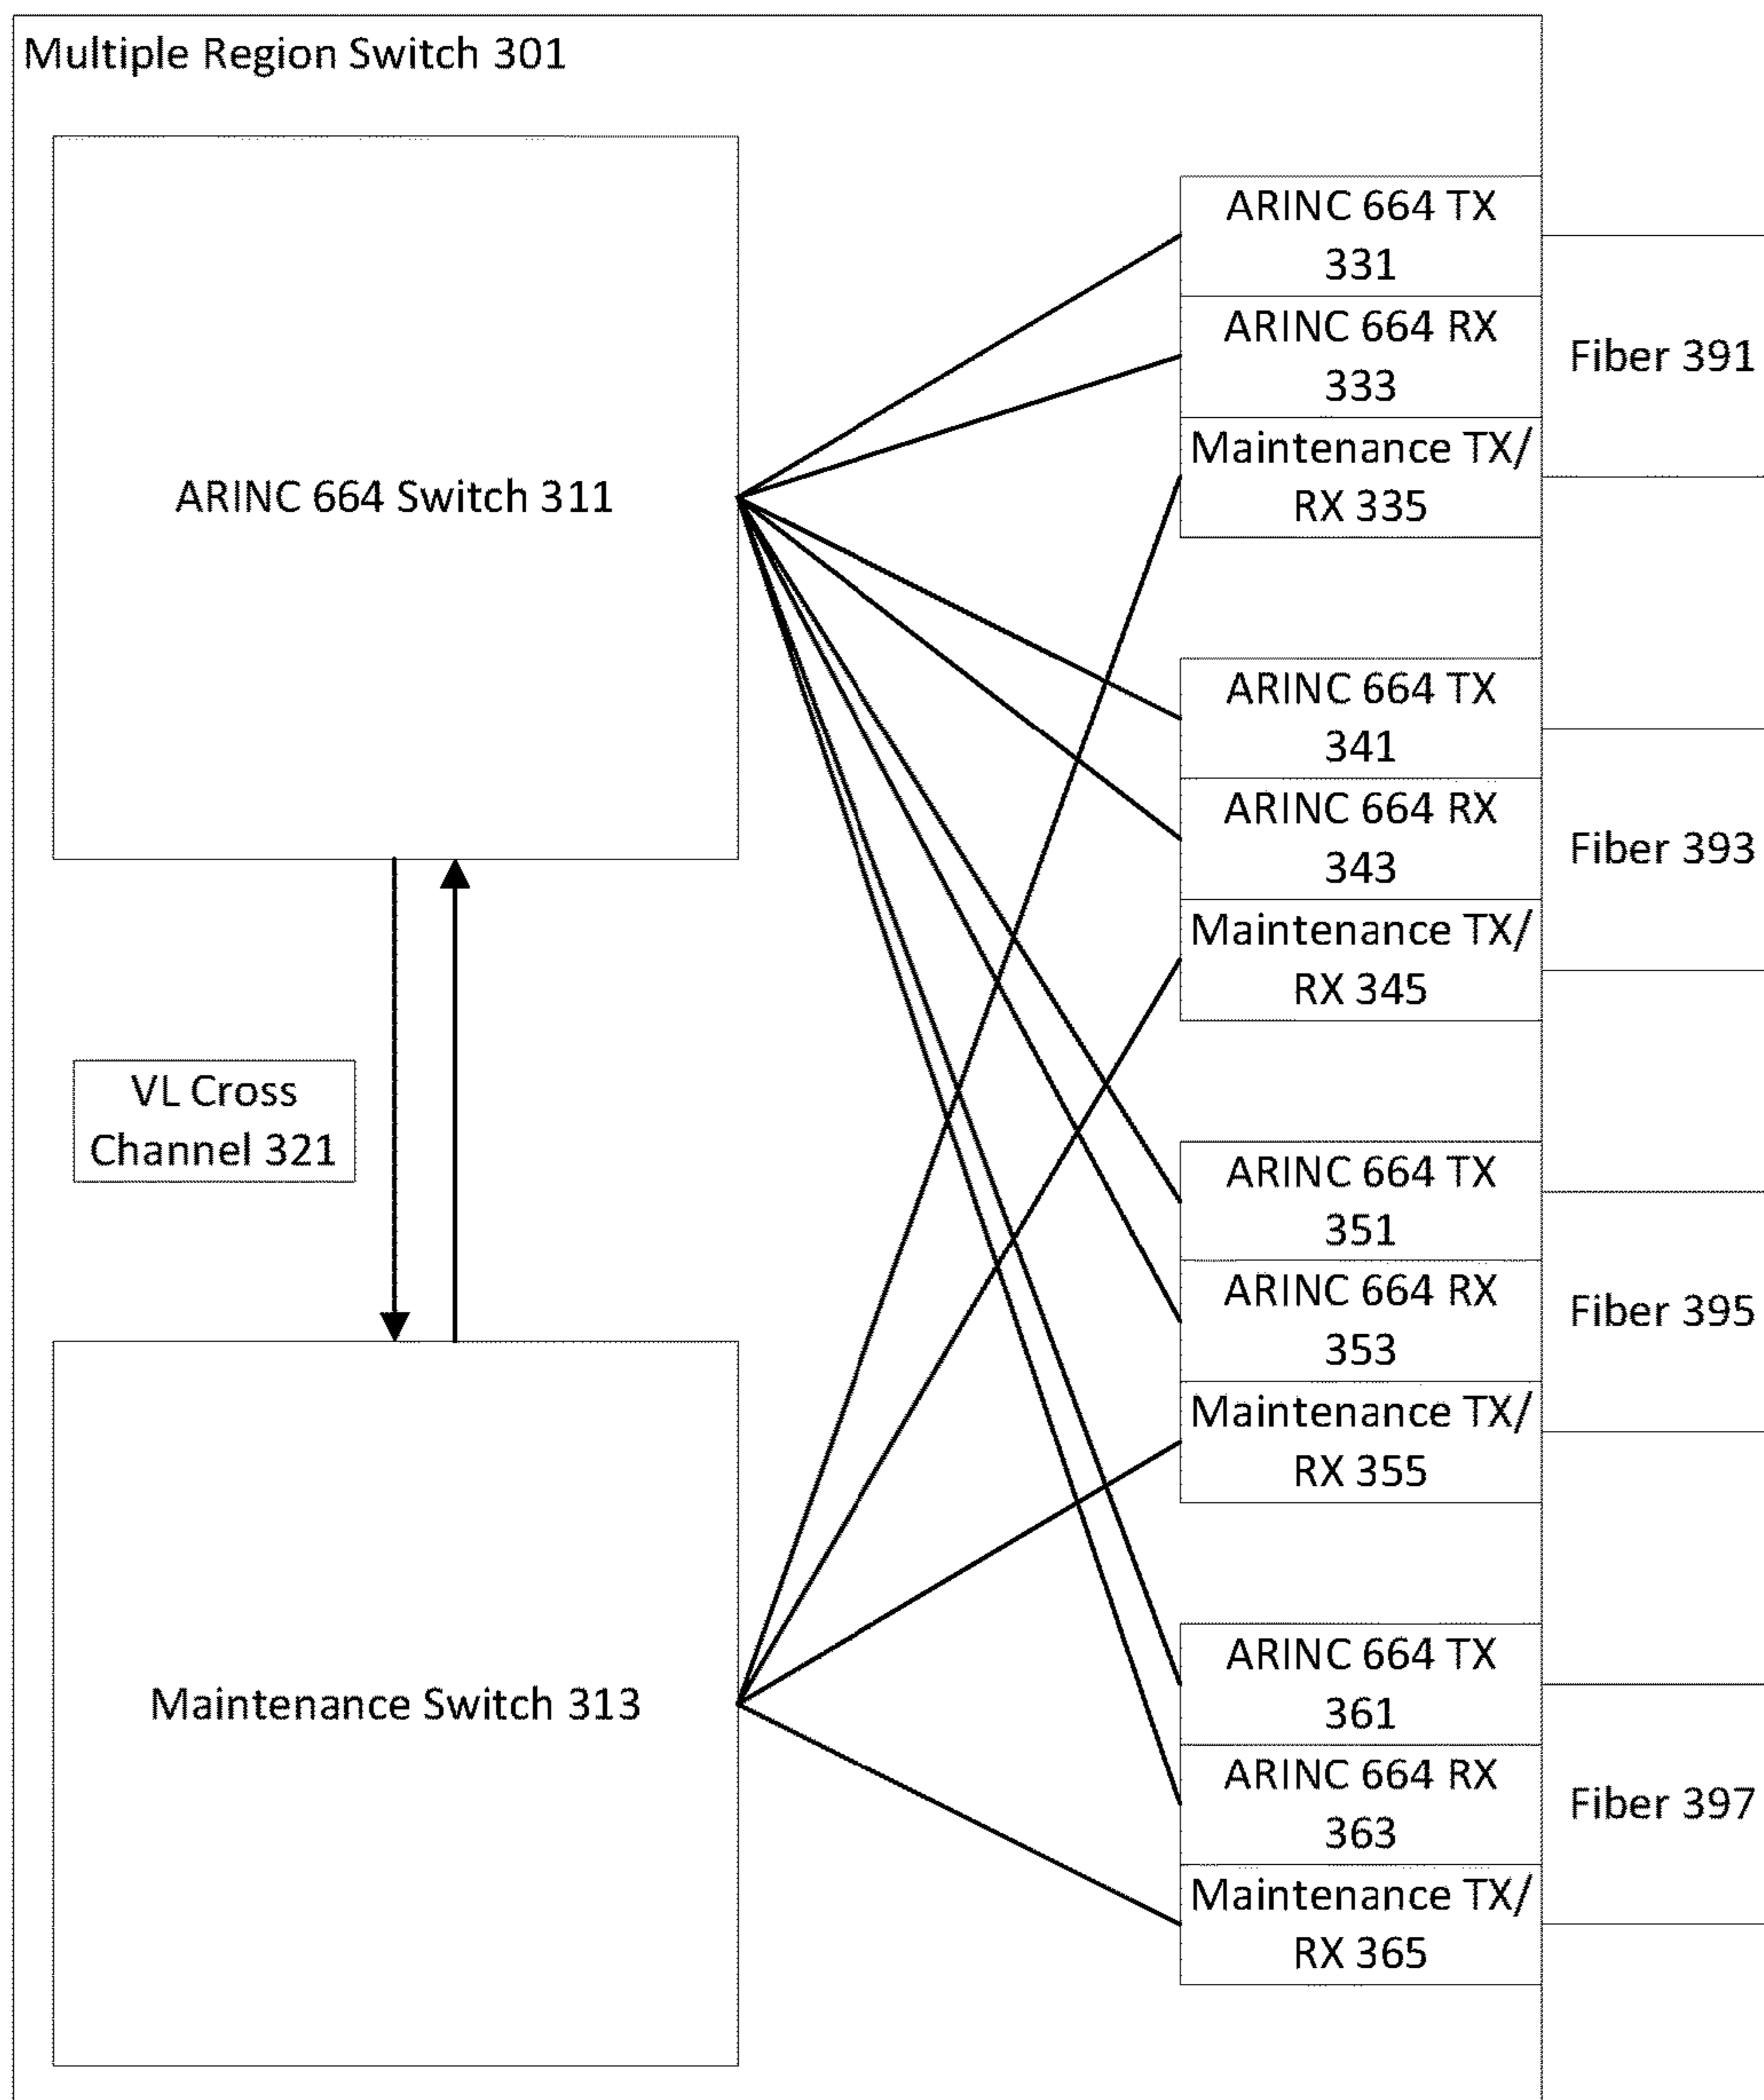 Multiple Region Switch 301
ARINC 664 Switch 311
VL Cross
Channel 321
Maintenance Switch 313
ARINC 664 TX
331
ARINC 664 RX
333
Maintenance TX/
RX 335
Fiber 391
ARINC 664 TX
341
ARINC 664 RX
343
Maintenance TX/
RX 345
Fiber 393
ARINC 664 TX
351
ARINC 664 RX
353
Maintenance TX/
RX 355
Fiber 395
ARINC 664 TX
361
ARINC 664 RX
363
Maintenance TX/
RX 365
Fiber 397